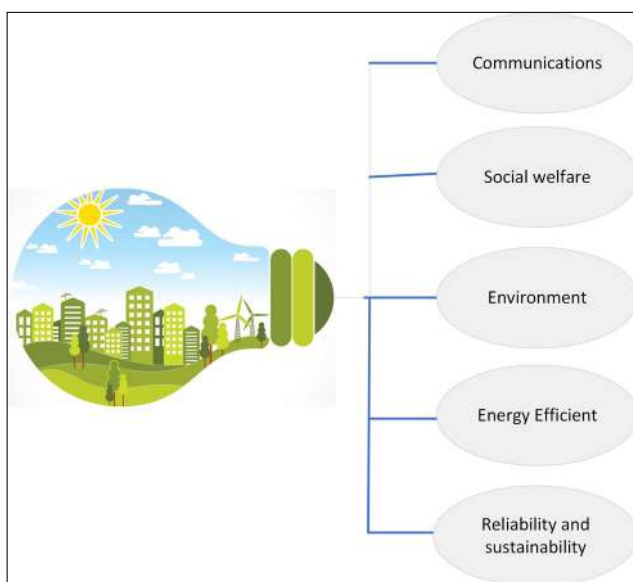 Communications
Social welfare
Environment
Energy Efficient
Reliability and
sustainability